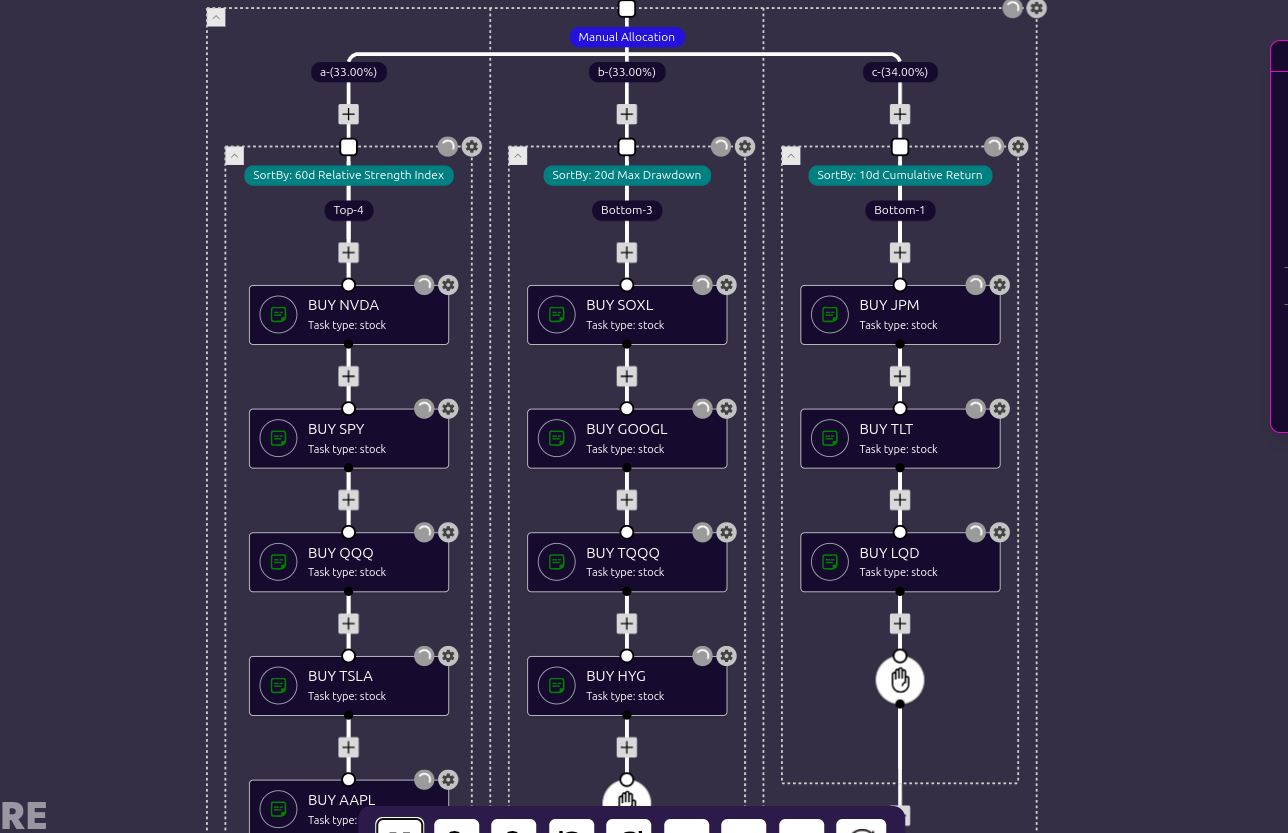 Manual Allocation
a-(33.00%)
b-(33.00%)
c-(34.00%)
SortBy: 60d Relative Strength Index
SortBy: 20d Max Drawdown
SortBy: 10d Cumulative Return
Top-4
Bottom-3
Bottom-1
BUY NVDA
Task type: stock
BUY SOXL
Task type: stock
BUY JPM
Task type: stock
BUY SPY
Task type: stock
BUY GOOGL
Task type: stock
BUY TLT
Task type: stock
BUY QQQ
Task type: stock
BUY TQQQ
Task type: stock
BUY LQD
Task type: stock
BUY TSLA
Task type: stock
BUY HYG
Task type: stock
BUY AAPL
Task type:
RE